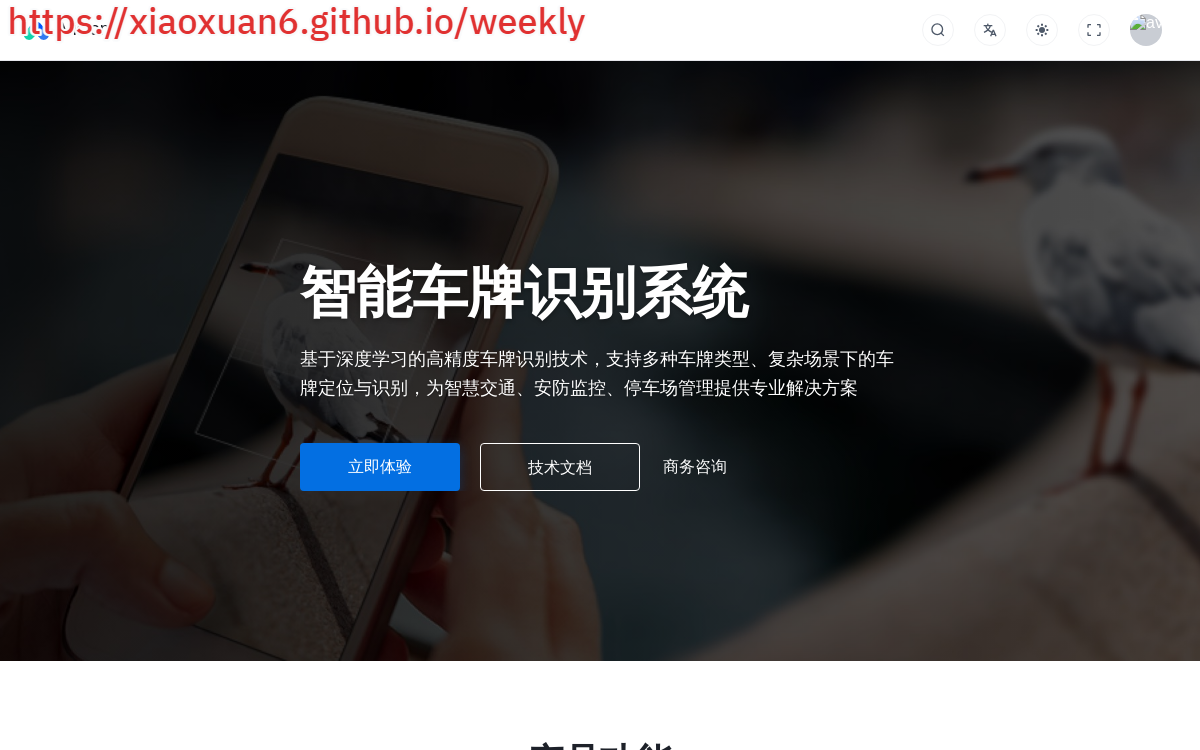 https://xiaoxuan6.github.io/weekly
智能车牌识别系统
基于深度学习的高精度车牌识别技术，支持多种车牌类型、复杂场景下的车
牌定位与识别，为智慧交通、安防监控、停车场管理提供专业解决方案
立即体验
技术文档
商务咨询